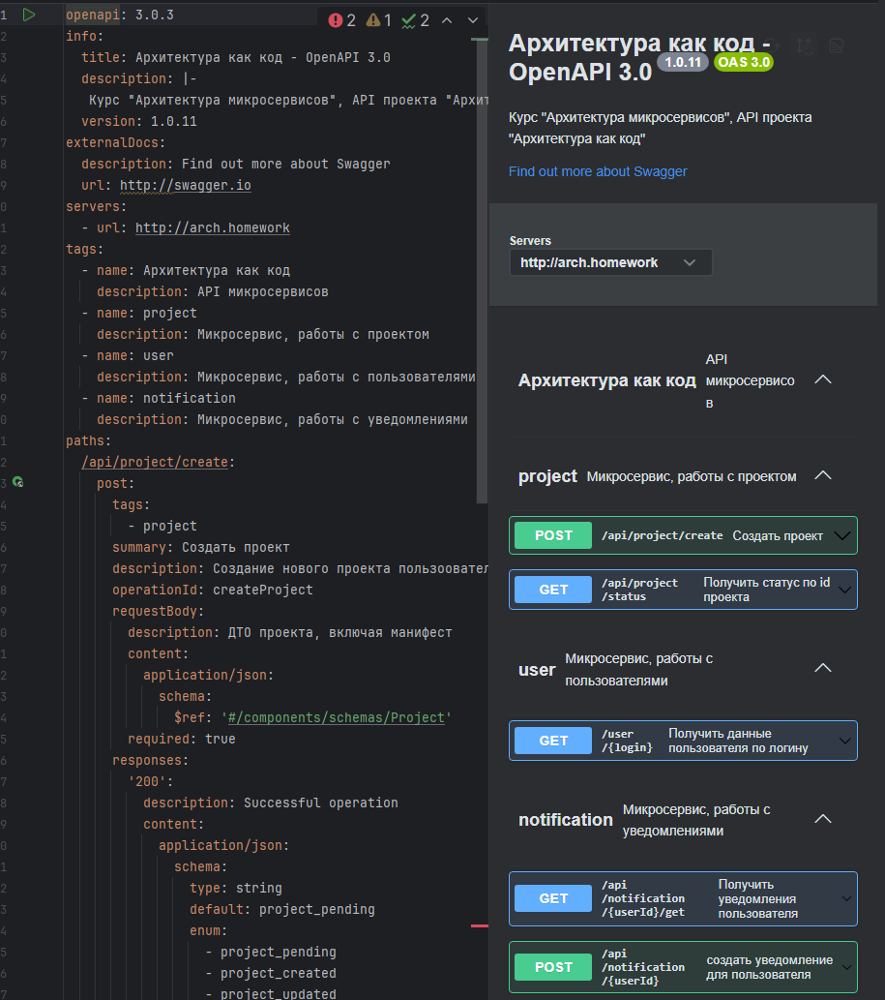 openapi: 3.0.3
2 1 2
info:
title: Архитектура как код - OpenAPI 3.0
description: |-
Курс "Архитектура микросервисов", API проекта "Архит
version: 1.0.11
externalDocs:
description: Find out more about Swagger
url: http://swagger.io
servers:
- url: http://arch.homework
tags:
- name: Архитектура как код
description: API микросервисов
- name: project
description: Микросервис, работы с проектом
- name: user
description: Микросервис, работы с пользователями
- name: notification
description: Микросервис, работы с уведомлениями
paths:
/api/project/create:
post:
tags:
- project
summary: Создать проект
description: Создание нового проекта пользоовател
operationId: createProject
requestBody:
description: ДТО проекта, включая манифест
content:
application/json:
schema:
$ref: '#/components/schemas/Project'
required: true
responses:
'200':
description: Successful operation
content:
application/json:
schema:
type: string
default: project_pending
enum:
- project_pending
- project_created
- project_updated
Архитектура как код -
OpenAPI 3.0 1.0.11 OAS 3.0
Курс "Архитектура микросервисов", API проекта
"Архитектура как код"
Find out more about Swagger
Servers
http://arch.homework
Архитектура как код API
микросервисо
в
project Микросервис, работы с проектом
POST /api/project/create Создать проект
GET /api/project Получить статус по id
/status проекта
user Микросервис, работы с
пользователями
GET /user Получить данные
/{login} пользователя по логину
notification Микросервис, работы с
уведомлениями
GET /api Получить
/notification уведомления
/{userId}/get пользователя
POST /api создать уведомление
/notification для пользователя
/{userId}